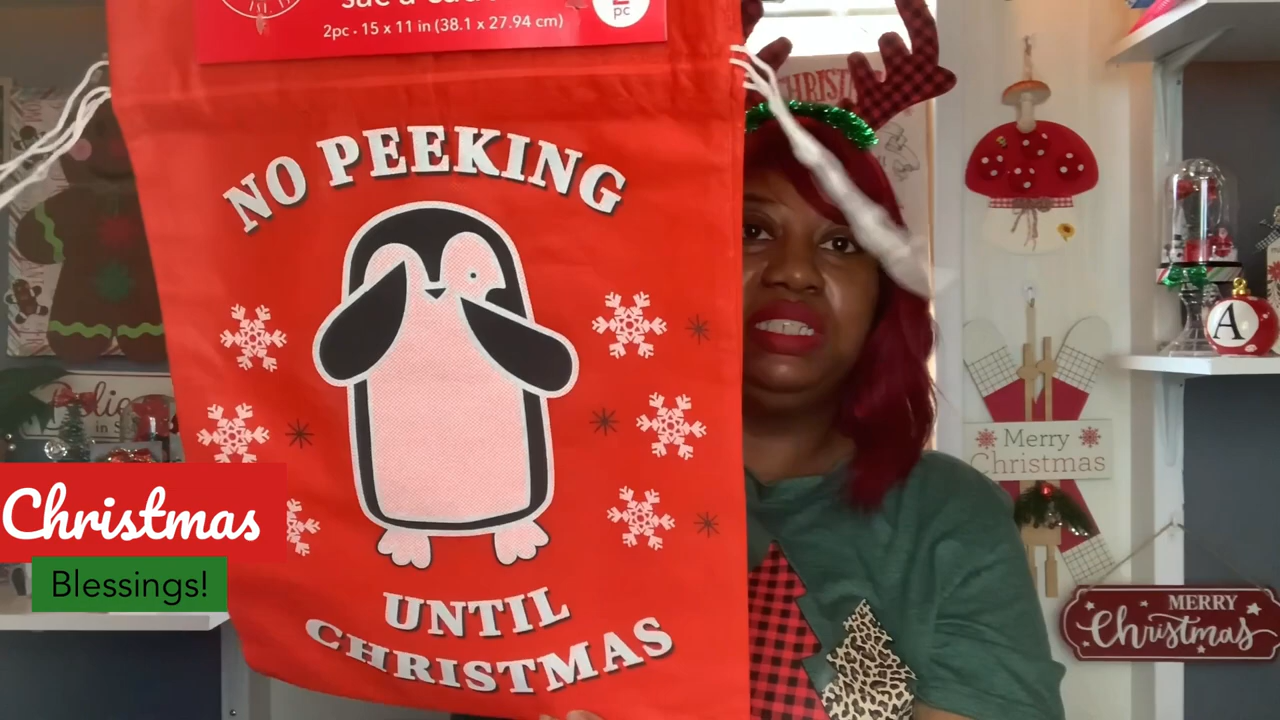 2pc - 15 x 11 in (38.1 x 27.94 cm)
pc
NO PEEKING
UNTIL
CHRISTMAS
Christmas
Blessings!
Merry
Christmas
A
MERRY
Christmas